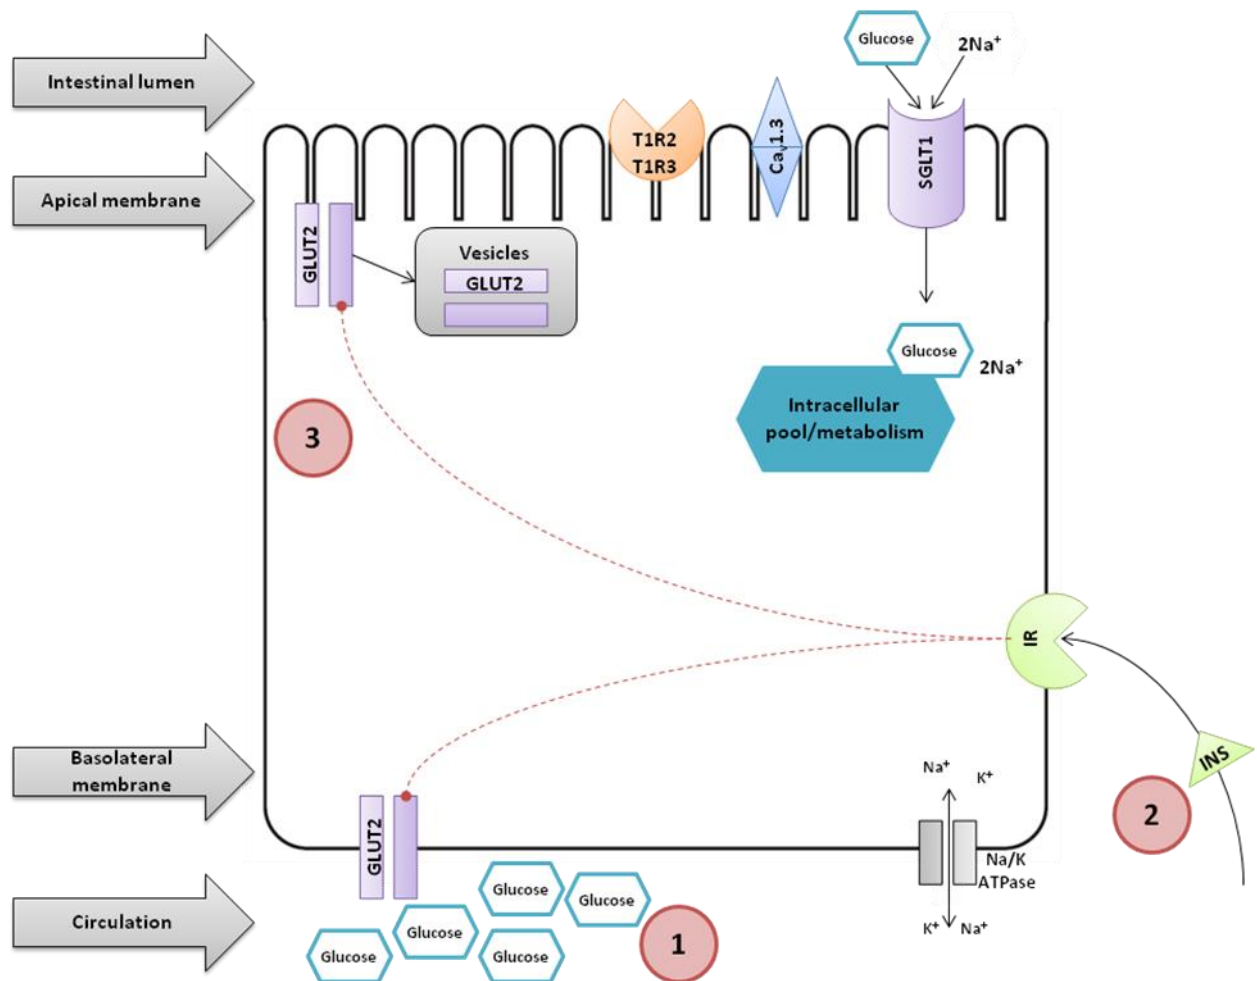 Intestinal lumen
Glucose
2Na⁺
T1R2
T1R3
Caᵥ1.3
SGLT1
Apical membrane
GLUT2
Vesicles
GLUT2
Glucose
2Na⁺
Intracellular
pool/metabolism
3
IR
INS
2
Basolateral
membrane
Na⁺
K⁺
GLUT2
Na/K
ATPase
K⁺
Na⁺
Circulation
Glucose
Glucose
Glucose
Glucose
Glucose
1